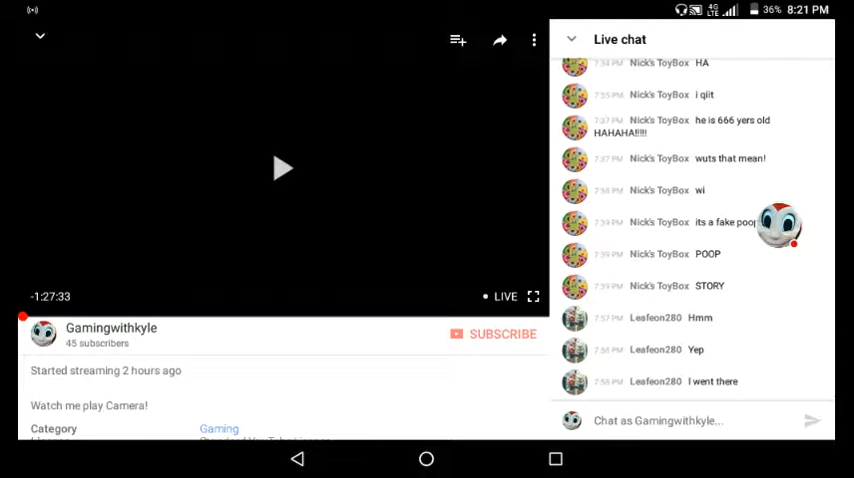 4G
LTE
36% 8:21 PM
Live chat
7:34 PM Nick's ToyBox HA
7:35 PM Nick's ToyBox i qiit
7:37 PM Nick's ToyBox he is 666 yers old
HAHAHA!!!!!
7:37 PM Nick's ToyBox wuts that mean!
7:38 PM Nick's ToyBox wi
7:39 PM Nick's ToyBox its a fake poop
7:39 PM Nick's ToyBox POOP
7:39 PM Nick's ToyBox STORY
7:57 PM Leafeon280 Hmm
7:58 PM Leafeon280 Yep
7:58 PM Leafeon280 I went there
Chat as Gamingwithkyle...
-1:27:33
LIVE
Gamingwithkyle
45 subscribers
SUBSCRIBE
Started streaming 2 hours ago
Watch me play Camera!
Category Gaming